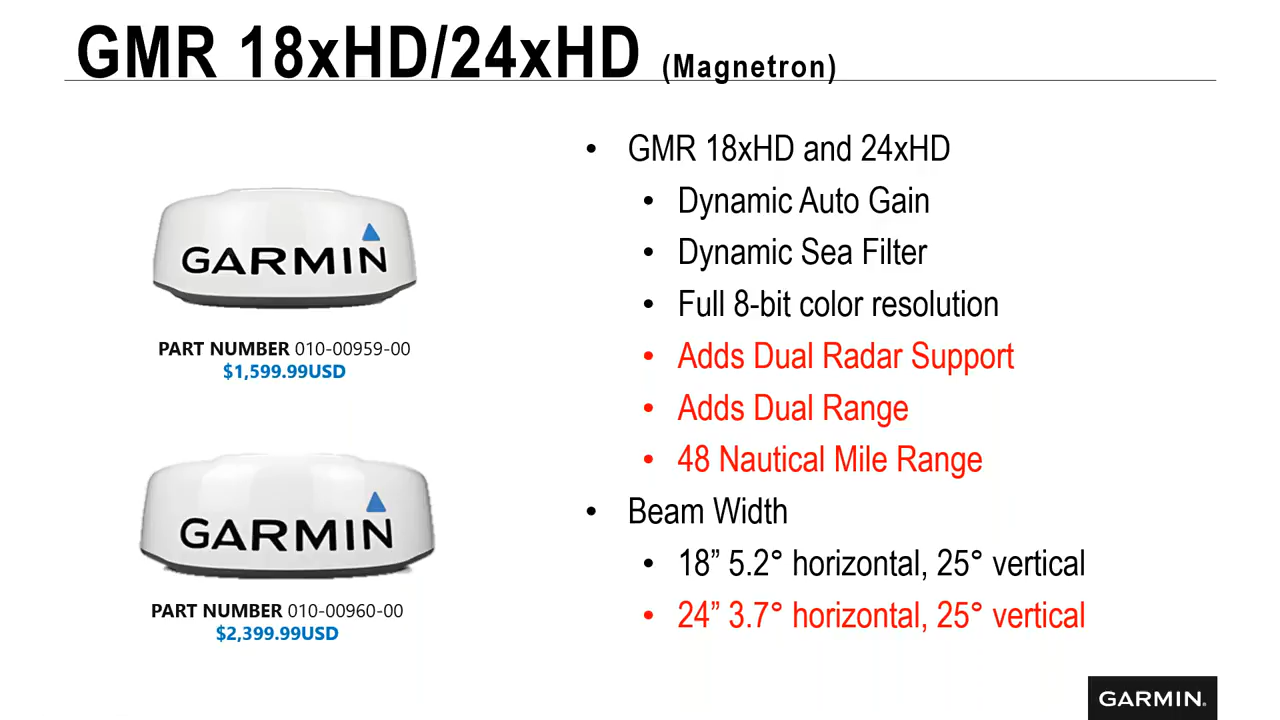 GMR 18xHD/24xHD (Magnetron)
GARMIN
PART NUMBER 010-00959-00
$1,599.99USD
GARMIN
PART NUMBER 010-00960-00
$2,399.99USD
• GMR 18xHD and 24xHD
• Dynamic Auto Gain
• Dynamic Sea Filter
• Full 8-bit color resolution
• Adds Dual Radar Support
• Adds Dual Range
• 48 Nautical Mile Range
• Beam Width
• 18” 5.2° horizontal, 25° vertical
• 24” 3.7° horizontal, 25° vertical
GARMIN.